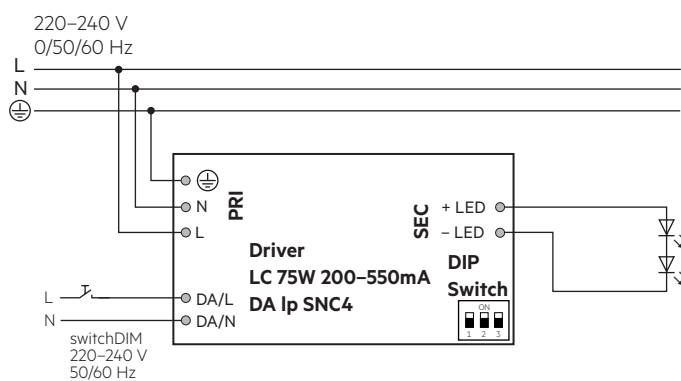 220–240 V
0/50/60 Hz
L
N
PRI
N
L
SEC
+ LED
– LED
Driver
LC 75W 200–550mA
DA lp SNC4
DIP
Switch
ON
1 2 3
L
DA/L
N
DA/N
switchDIM
220–240 V
50/60 Hz